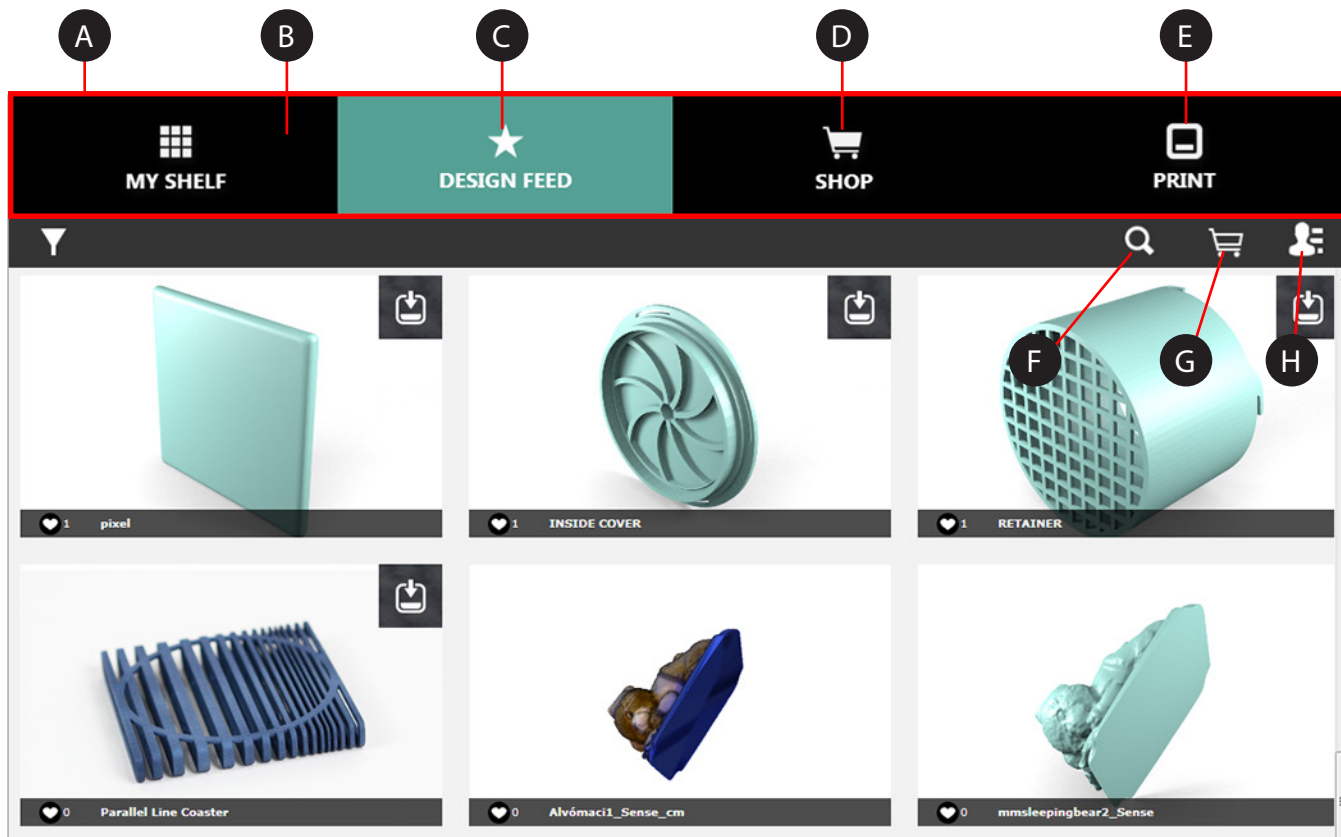 A B C D E
MY SHELF DESIGN FEED SHOP PRINT
F G H
1 pixel
1 INSIDE COVER
1 RETAINER
0 Parallel Line Coaster
0 Alvómaci1_Sense_cm
0 mmsleepingbear2_Sense